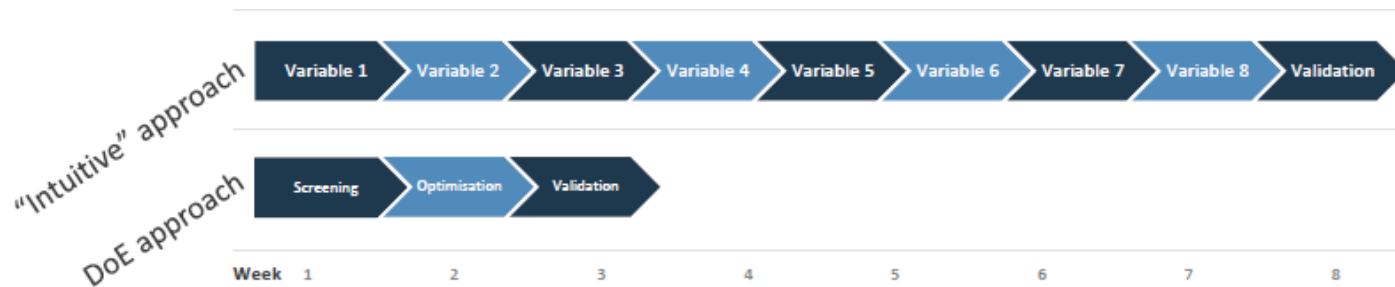 “Intuitive” approach
Variable 1 Variable 2 Variable 3 Variable 4 Variable 5 Variable 6 Variable 7 Variable 8 Validation
DoE approach
Screening Optimisation Validation
Week 1 2 3 4 5 6 7 8